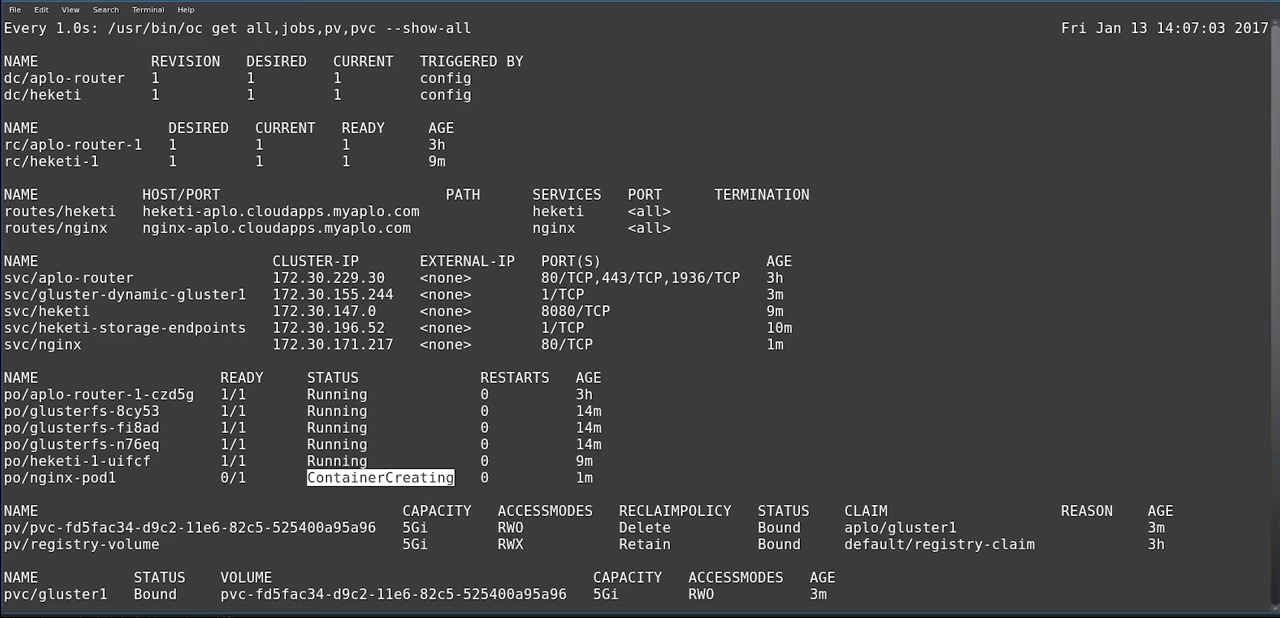 File Edit View Search Terminal Help
Every 1.0s: /usr/bin/oc get all,jobs,pv,pvc --show-all Fri Jan 13 14:07:03 2017
NAME REVISION DESIRED CURRENT TRIGGERED BY
dc/aplo-router 1 1 1 config
dc/heketi 1 1 1 config
NAME DESIRED CURRENT READY AGE
rc/aplo-router-1 1 1 1 3h
rc/heketi-1 1 1 1 9m
NAME HOST/PORT PATH SERVICES PORT TERMINATION
routes/heketi heketi-aplo.cloudapps.myaplo.com heketi <all>
routes/nginx nginx-aplo.cloudapps.myaplo.com nginx <all>
NAME CLUSTER-IP EXTERNAL-IP PORT(S) AGE
svc/aplo-router 172.30.229.30 <none> 80/TCP,443/TCP,1936/TCP 3h
svc/gluster-dynamic-gluster1 172.30.155.244 <none> 1/TCP 3m
svc/heketi 172.30.147.0 <none> 8080/TCP 9m
svc/heketi-storage-endpoints 172.30.196.52 <none> 1/TCP 10m
svc/nginx 172.30.171.217 <none> 80/TCP 1m
NAME READY STATUS RESTARTS AGE
po/aplo-router-1-czd5g 1/1 Running 0 3h
po/glusterfs-8cy53 1/1 Running 0 14m
po/glusterfs-fi8ad 1/1 Running 0 14m
po/glusterfs-n76eq 1/1 Running 0 14m
po/heketi-1-uifcf 1/1 Running 0 9m
po/nginx-pod1 0/1 ContainerCreating 0 1m
NAME CAPACITY ACCESSMODES RECLAIMPOLICY STATUS CLAIM REASON AGE
pv/pvc-fd5fac34-d9c2-11e6-82c5-525400a95a96 5Gi RWO Delete Bound aplo/gluster1 3m
pv/registry-volume 5Gi RWX Retain Bound default/registry-claim 3h
NAME STATUS VOLUME CAPACITY ACCESSMODES AGE
pvc/gluster1 Bound pvc-fd5fac34-d9c2-11e6-82c5-525400a95a96 5Gi RWO 3m